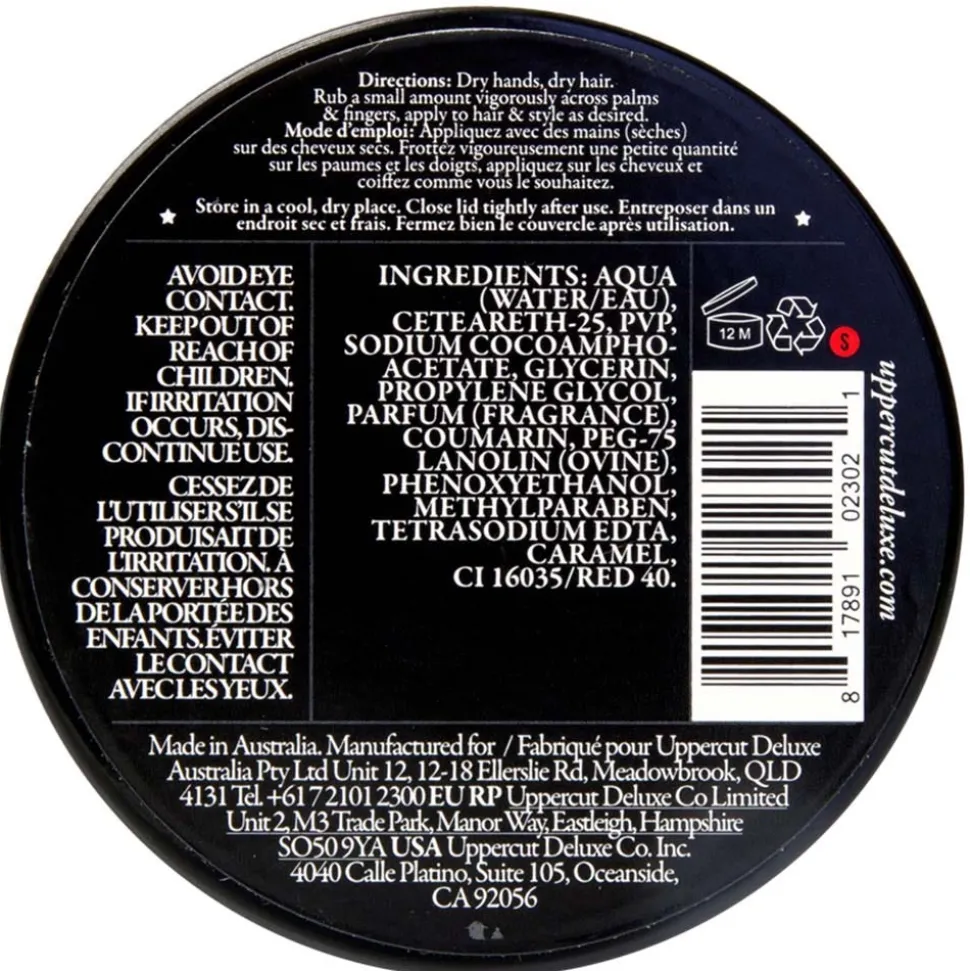 Directions: Dry hands, dry hair.
Rub a small amount vigorously across palms
& fingers, apply to hair & style as desired.
Mode d'emploi: Appliquez avec des mains (sèches)
sur des cheveux secs. Frottez vigoureusement une petite quantité
sur les paumes et les doigts, appliquez sur les cheveux et
coiffez comme vous le souhaitez.
Store in a cool, dry place. Close lid tightly after use. Entreposer dans un
endroit sec et frais. Fermez bien le couvercle après utilisation.
AVOID EYE
CONTACT.
KEEP OUT OF
REACH OF
CHILDREN.
IF IRRITATION
OCCURS, DIS-
CONTINUE USE.
CESSEZ DE
L'UTILISER S'IL SE
PRODUISAIT DE
L'IRRITATION. À
CONSERVER HORS
DE LA PORTÉE DES
ENFANTS. ÉVITER
LE CONTACT
AVEC LES YEUX.
INGREDIENTS: AQUA
(WATER/EAU),
CETEARETH-25, PVP,
SODIUM COCOAMPHO-
ACETATE, GLYCERIN,
PROPYLENE GLYCOL,
PARFUM (FRAGRANCE),
COUMARIN, PEG-75
LANOLIN (OVINE),
PHENOXYETHANOL,
METHYLPARABEN,
TETRASODIUM EDTA,
CARAMEL,
CI 16035/RED 40.
12 M
S
8 17891 02302 1
uppercutdeluxe.com
Made in Australia. Manufactured for / Fabriqué pour Uppercut Deluxe
Australia Pty Ltd Unit 12, 12-18 Ellerslie Rd, Meadowbrook, QLD
4131 Tel. +61 7 2101 2300 EU RP Uppercut Deluxe Co Limited
Unit 2, M3 Trade Park, Manor Way, Eastleigh, Hampshire
SO50 9YA USA Uppercut Deluxe Co. Inc.
4040 Calle Platino, Suite 105, Oceanside,
CA 92056